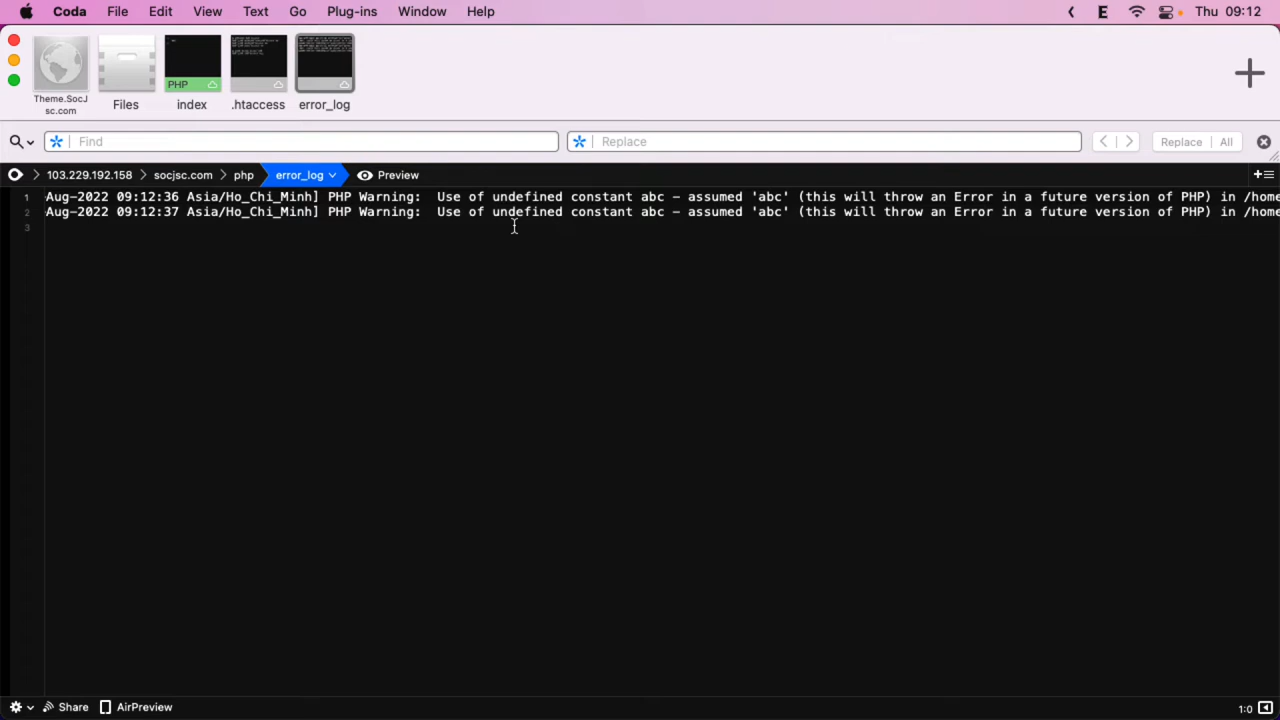 Coda File Edit View Text Go Plug-ins Window Help E Thu 09:12
Theme.SocJ
sc.com
Files
PHP
index
.htaccess
error_log
Find
Replace
Replace All
103.229.192.158 socjsc.com php error_log Preview
1 Aug-2022 09:12:36 Asia/Ho_Chi_Minh] PHP Warning:  Use of undefined constant abc - assumed 'abc' (this will throw an Error in a future version of PHP) in /home
2 Aug-2022 09:12:37 Asia/Ho_Chi_Minh] PHP Warning:  Use of undefined constant abc - assumed 'abc' (this will throw an Error in a future version of PHP) in /home
3
Share AirPreview 1:0